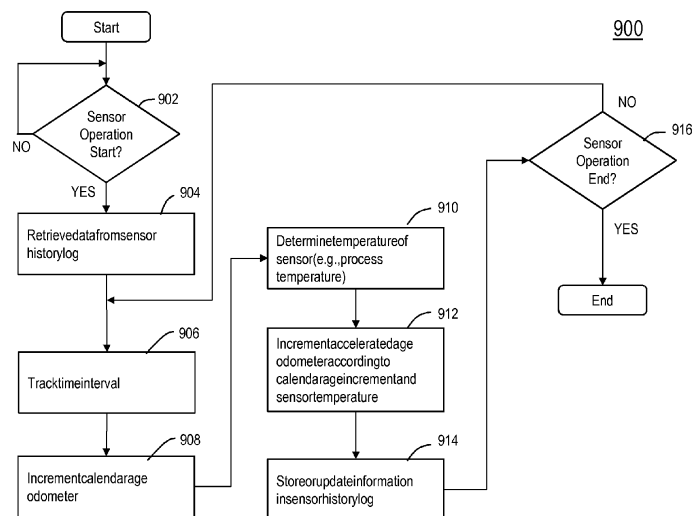 Start
900
902
Sensor
Operation
Start?
NO
YES
904
Retrievedatafromsensor
historylog
906
Tracktimeinterval
908
Incrementcalendarage
odometer
910
Determinetemperatureof
sensor(e.g.,process
temperature)
912
Incrementacceleratedage
odometeraccordingto
calendarageincrementand
sensortemperature
914
Storeorupdateinformation
insensorhistorylog
NO
916
Sensor
Operation
End?
YES
End